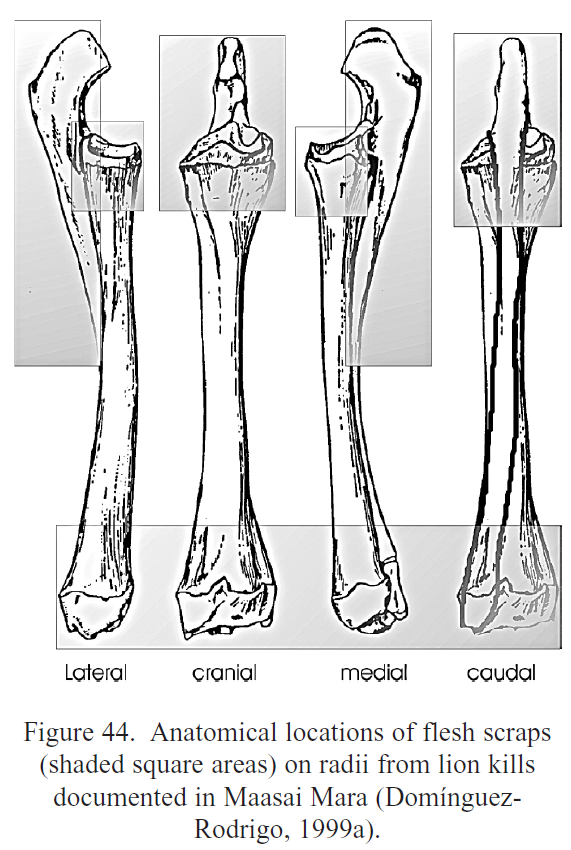 Lateral cranial medial caudal
Figure 44. Anatomical locations of flesh scraps
(shaded square areas) on radii from lion kills
documented in Maasai Mara (Domínguez-
Rodrigo, 1999a).